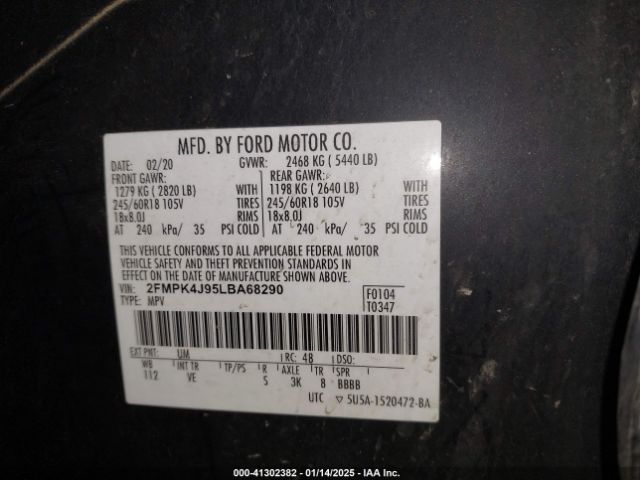 MFD. BY FORD MOTOR CO.
DATE: 02/20 GVWR: 2468 KG ( 5440 LB)
FRONT GAWR: REAR GAWR:
1279 KG ( 2820 LB) WITH 1198 KG ( 2640 LB) WITH
245/60R18 105V TIRES 245/60R18 105V TIRES
18x8.0J RIMS 18x8.0J RIMS
AT 240 kPa/ 35 PSI COLD AT 240 kPa/ 35 PSI COLD
THIS VEHICLE CONFORMS TO ALL APPLICABLE FEDERAL MOTOR
VEHICLE SAFETY AND THEFT PREVENTION STANDARDS IN
EFFECT ON THE DATE OF MANUFACTURE SHOWN ABOVE.
VIN: 2FMPK4J95LBA68290 F0104
TYPE: MPV T0347
EXT PNT: UM RC: 48 DSO:
WB INT TR TP/PS R AXLE TR SPR
112 VE S 3K 8 BBBB
UTC ▽ 5U5A-1520472-BA
000-41302382 - 01/14/2025 - IAA Inc.